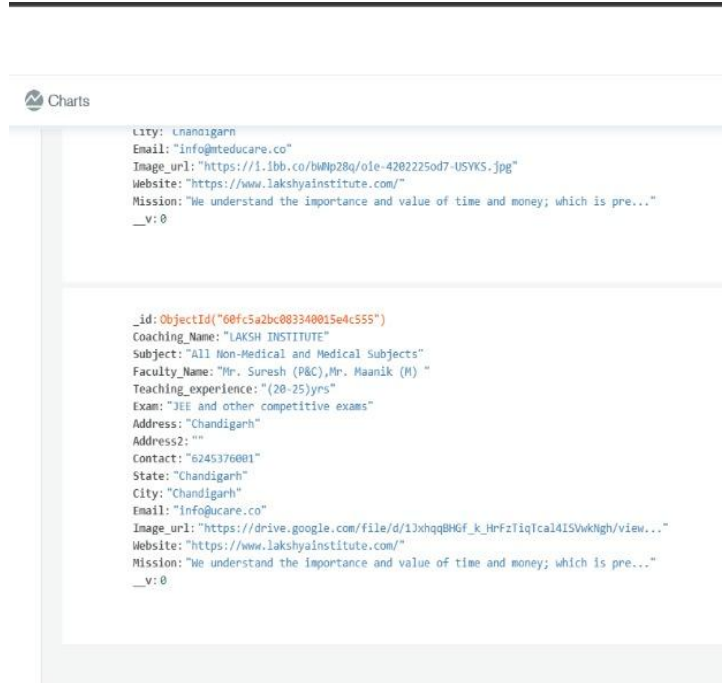 Charts
City: "Chandigarh"
Email: "info@mteducare.co"
Image_url: "https://i.ibb.co/bWNp28q/oie-4202225od7-USYKS.jpg"
Website: "https://www.lakshyainstitute.com/"
Mission: "We understand the importance and value of time and money; which is pre..."
__v: 0
_id: ObjectId("60fc5a2bc083340015e4c555")
Coaching_Name: "LAKSH INSTITUTE"
Subject: "All Non-Medical and Medical Subjects"
Faculty_Name: "Mr. Suresh (P&C),Mr. Maanik (M) "
Teaching_experience: "(20-25)yrs"
Exam: "JEE and other competitive exams"
Address: "Chandigarh"
Address2: ""
Contact: "6245376001"
State: "Chandigarh"
City: "Chandigarh"
Email: "info@ucare.co"
Image_url: "https://drive.google.com/file/d/1JxhqqBHGf_k_HrFzTiqTcal4ISVwkNgh/view..."
Website: "https://www.lakshyainstitute.com/"
Mission: "We understand the importance and value of time and money; which is pre..."
__v: 0